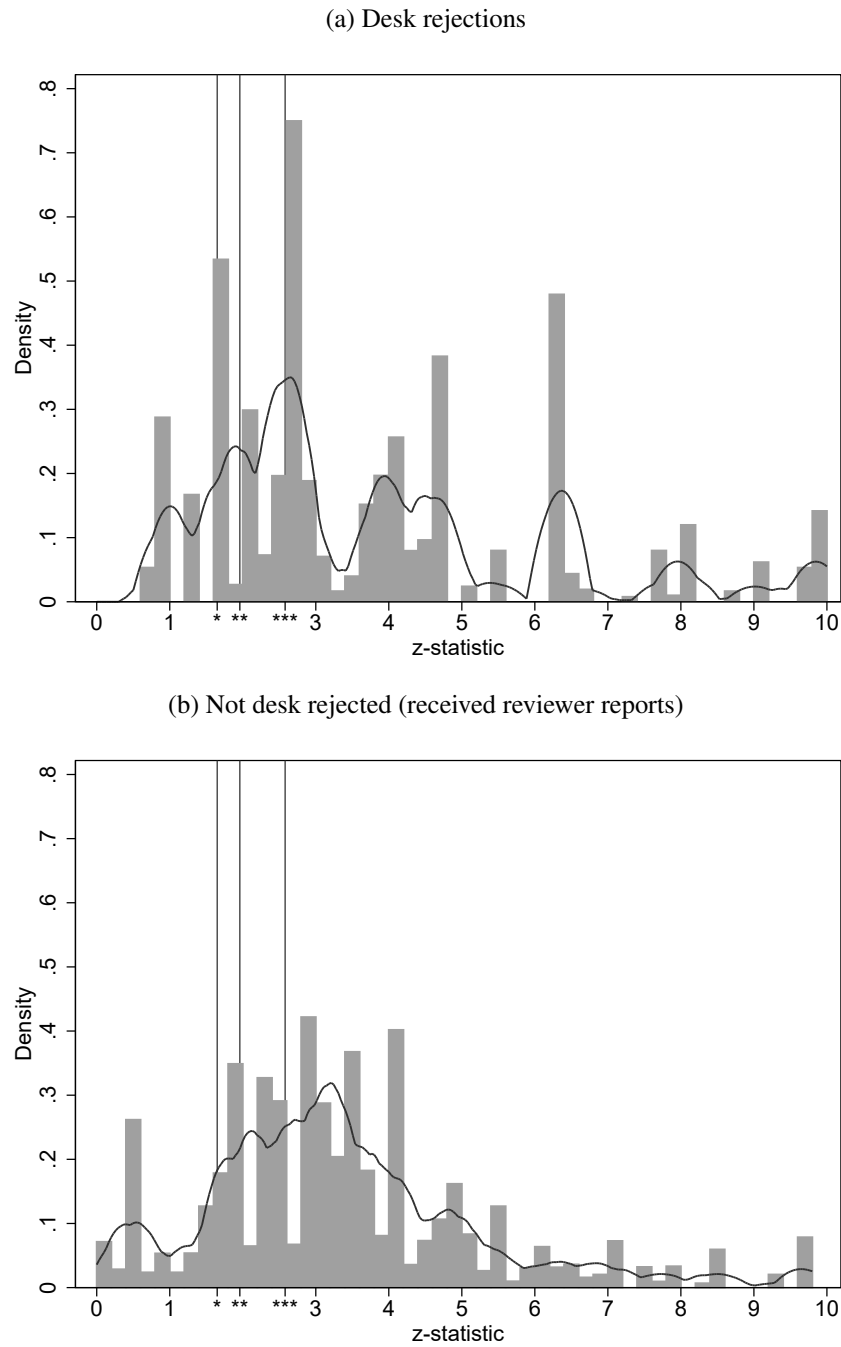 (a) Desk rejections
.8
.7
.6
.5
.4
.3
.2
.1
0
Density
0 1 * ** *** 3 4 5 6 7 8 9 10
z-statistic
(b) Not desk rejected (received reviewer reports)
.8
.7
.6
.5
.4
.3
.2
.1
0
Density
0 1 * ** *** 3 4 5 6 7 8 9 10
z-statistic